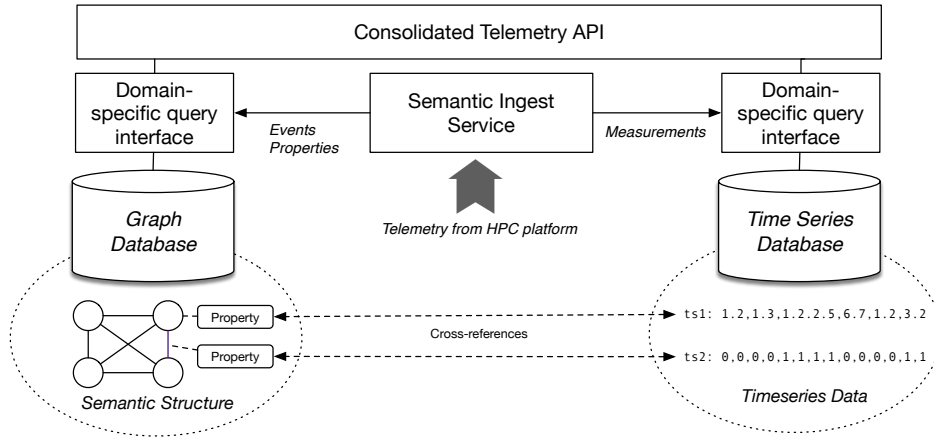 Consolidated Telemetry API
Domain-
specific query
interface
Semantic Ingest
Service
Domain-
specific query
interface
Events
Properties
Measurements
Graph
Database
Telemetry from HPC platform
Time Series
Database
Property
Cross-references
Property
ts1: 1.2,1.3,1.2.2.5,6.7,1.2,3.2
ts2: 0,0,0,0,1,1,1,1,0,0,0,0,1,1
Semantic Structure
Timeseries Data